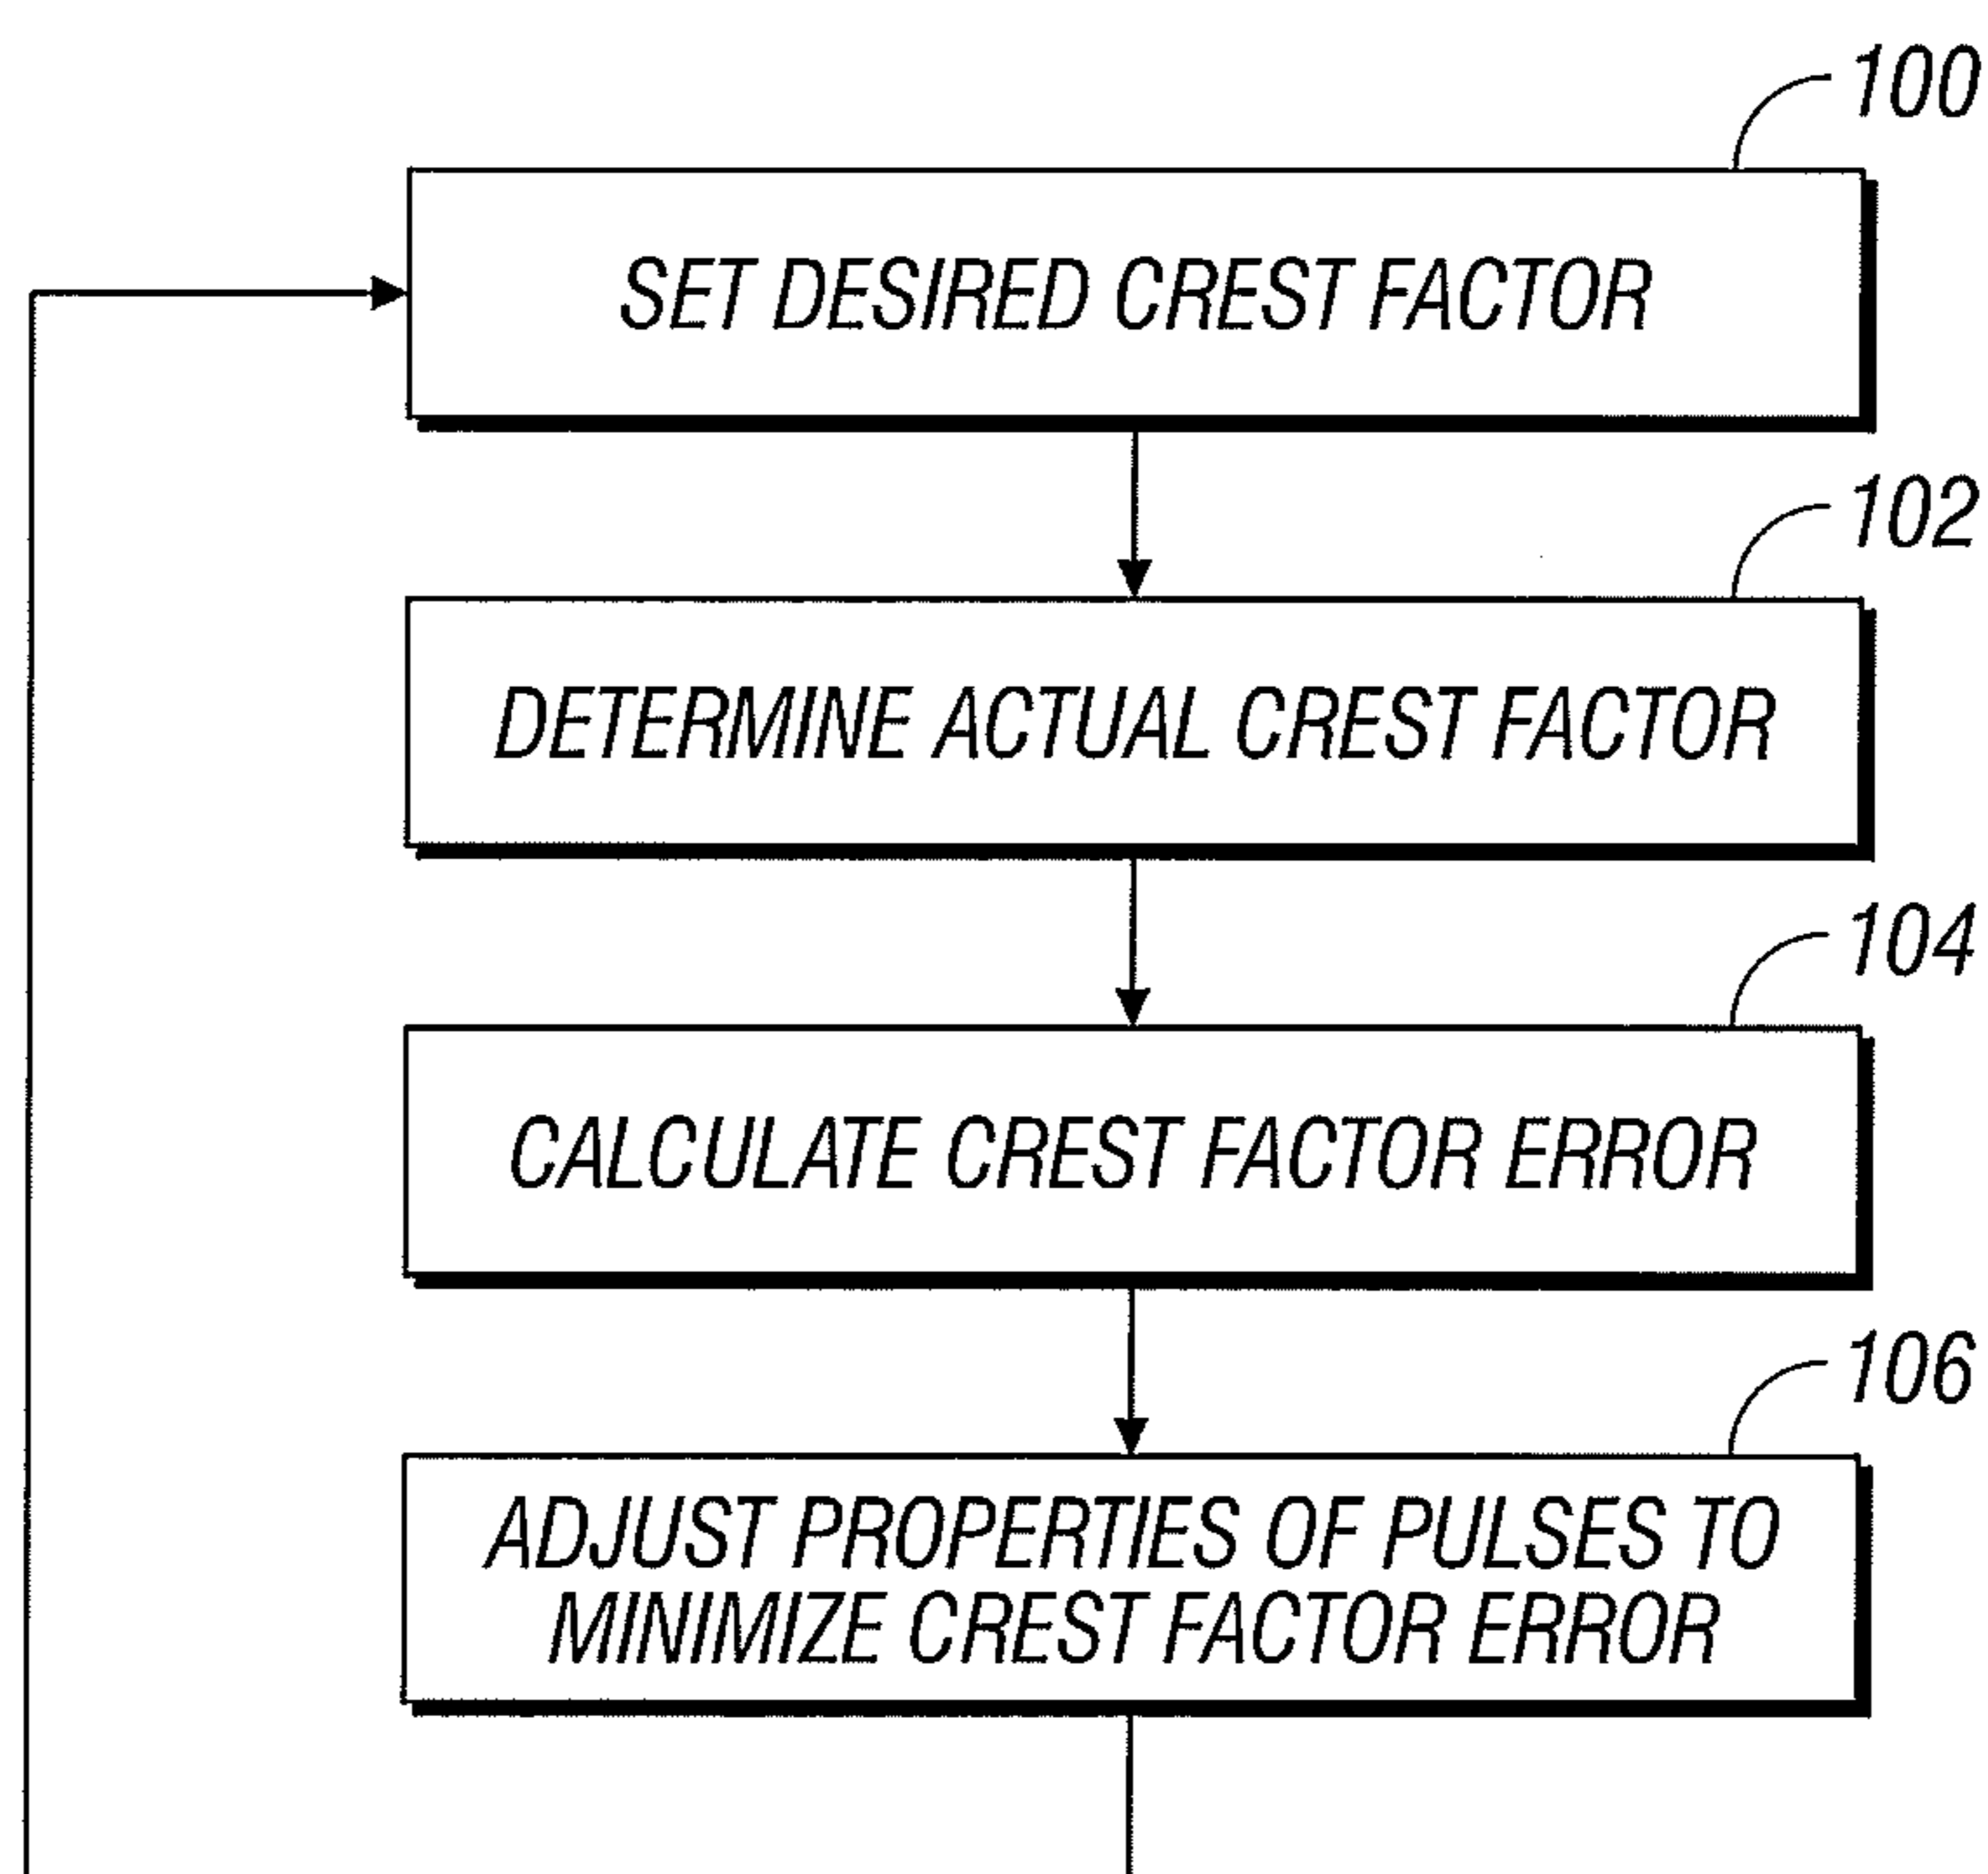 100
SET DESIRED CREST FACTOR
102
DETERMINE ACTUAL CREST FACTOR
104
CALCULATE CREST FACTOR ERROR
106
ADJUST PROPERTIES OF PULSES TO
MINIMIZE CREST FACTOR ERROR